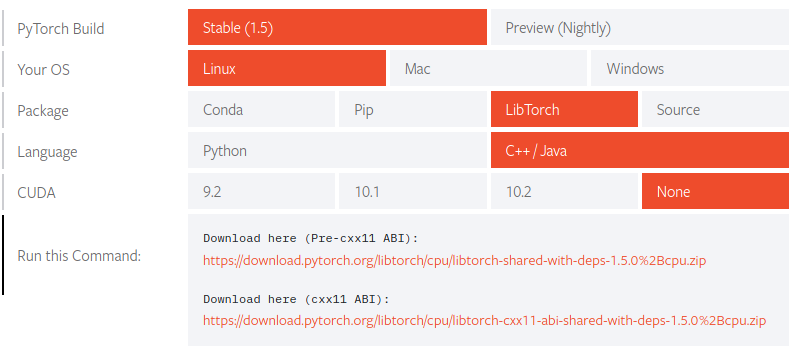 PyTorch Build Stable (1.5) Preview (Nightly)
Your OS Linux Mac Windows
Package Conda Pip LibTorch Source
Language Python C++ / Java
CUDA 9.2 10.1 10.2 None
Run this Command:
Download here (Pre-cxx11 ABI):
https://download.pytorch.org/libtorch/cpu/libtorch-shared-with-deps-1.5.0%2Bcpu.zip
Download here (cxx11 ABI):
https://download.pytorch.org/libtorch/cpu/libtorch-cxx11-abi-shared-with-deps-1.5.0%2Bcpu.zip